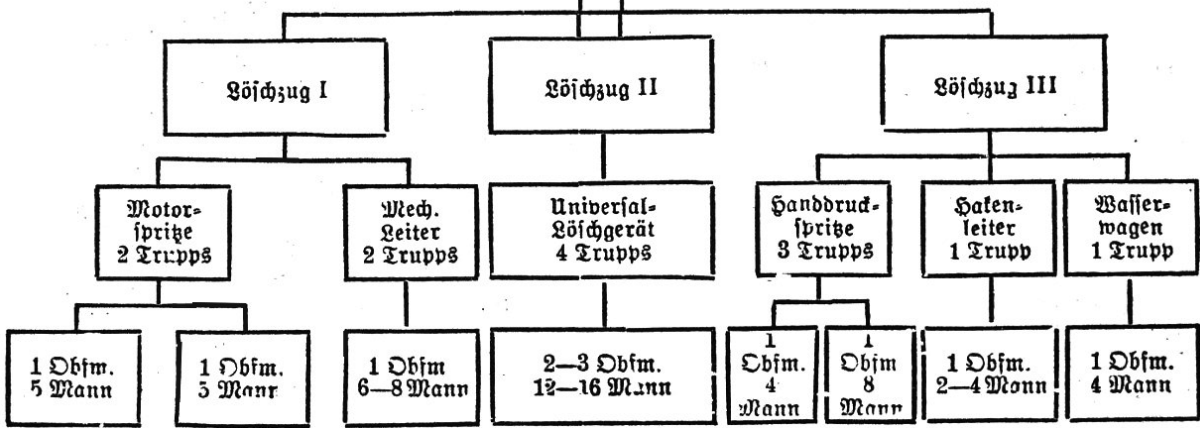 Löschzug I
Löschzug II
Löschzug III
Motor-
spritze
2 Trupps
Mech.
Leiter
2 Trupps
Universal-
Löschgerät
4 Trupps
Handdruck-
spritze
3 Trupps
Haken-
leiter
1 Trupp
Wasser-
wagen
1 Trupp
1 Obfm.
5 Mann
1 Obfm.
3 Mann
1 Obfm
6—8 Mann
2—3 Obfm.
12—16 Mann
1
Obfm.
4
Mann
1
Obfm
8
Mann
1 Obfm.
2—4 Mann
1 Obfm.
4 Mann